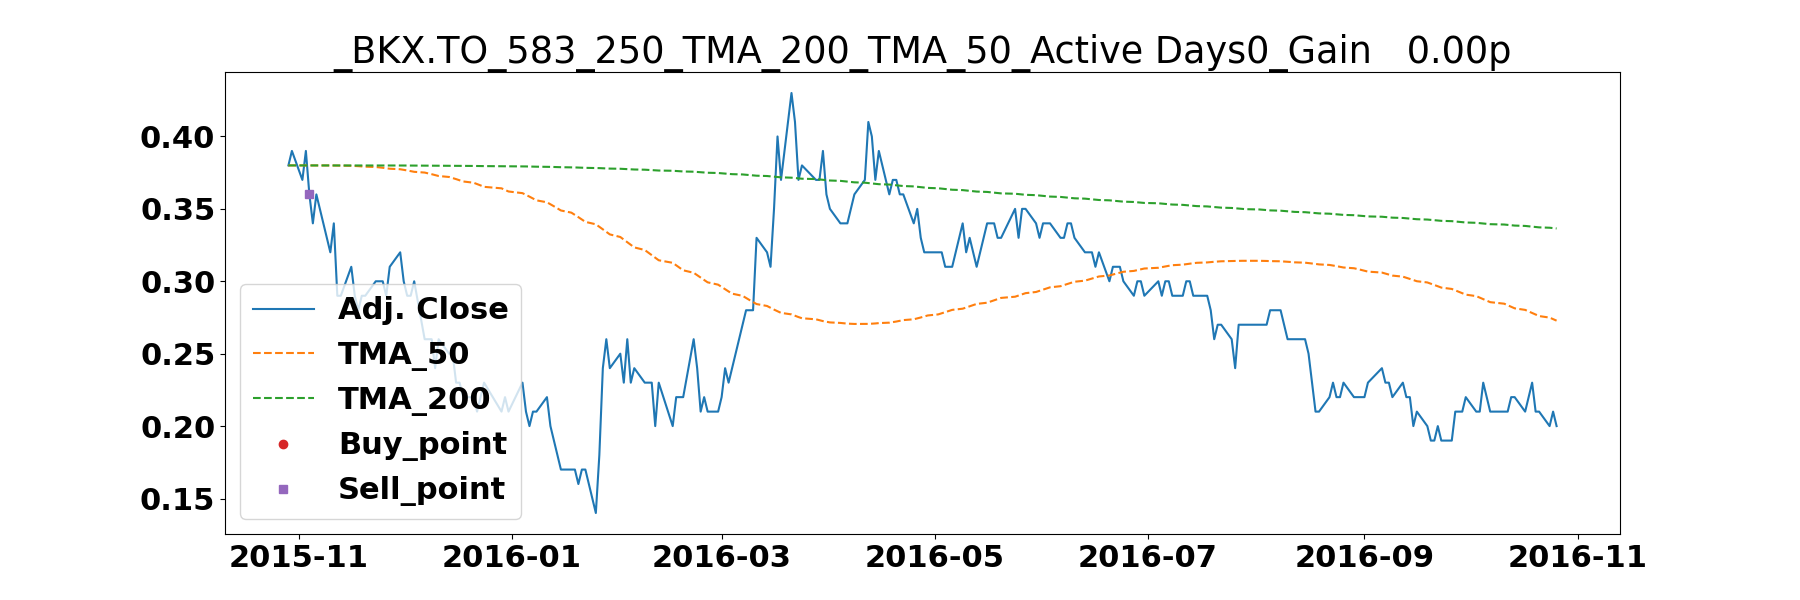 _BKX.TO_583_250_TMA_200_TMA_50_Active Days0_Gain   0.00p
0.40
0.35
0.30
0.25
0.20
0.15
Adj. Close
TMA_50
TMA_200
Buy_point
Sell_point
2015-11 2016-01 2016-03 2016-05 2016-07 2016-09 2016-11